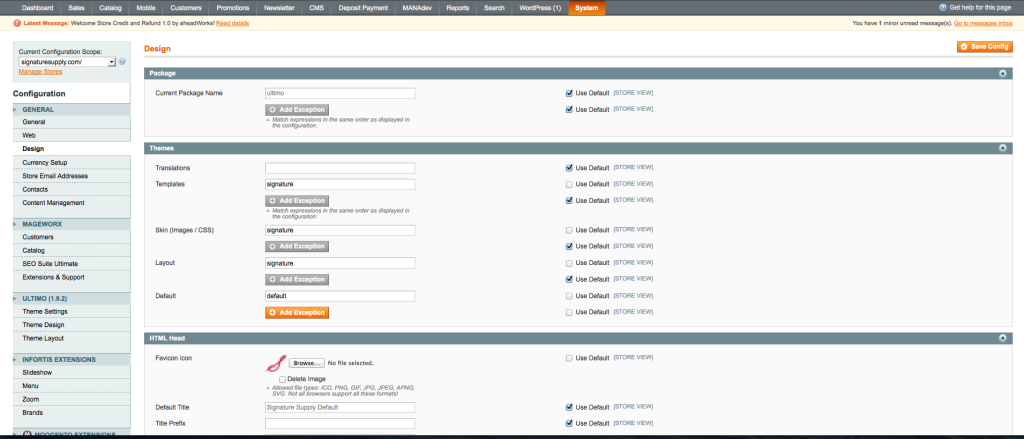 Dashboard Sales Catalog Mobile Customers Promotions Newsletter CMS Deposit Payment MANAdev Reports Search WordPress (1) System Get help for this page
Latest Message: Welcome Store Credit and Refund 1.0 by aheadWorks! Read details You have 1 minor unread message(s). Go to messages inbox
Current Configuration Scope:
signaturesupply.com/
Manage Stores
Configuration
GENERAL
General
Web
Design
Currency Setup
Store Email Addresses
Contacts
Content Management
MAGEWORX
Customers
Catalog
SEO Suite Ultimate
Extensions & Support
ULTIMO (1.9.2)
Theme Settings
Theme Design
Theme Layout
INFORTIS EXTENSIONS
Slideshow
Menu
Zoom
Brands
MOOGENTO EXTENSIONS
Design Save Config
Package
Current Package Name ultimo Use Default [STORE VIEW]
Add Exception Use Default [STORE VIEW]
Match expressions in the same order as displayed in
the configuration.
Themes
Translations Use Default [STORE VIEW]
Templates signature Use Default [STORE VIEW]
Add Exception Use Default [STORE VIEW]
Match expressions in the same order as displayed in
the configuration.
Skin (Images / CSS) signature Use Default [STORE VIEW]
Add Exception Use Default [STORE VIEW]
Layout signature Use Default [STORE VIEW]
Add Exception Use Default [STORE VIEW]
Default default Use Default [STORE VIEW]
Add Exception Use Default [STORE VIEW]
HTML Head
Favicon Icon Browse... No file selected. Use Default [STORE VIEW]
Delete Image
Allowed file types: ICO, PNG, GIF, JPG, JPEG, APNG,
SVG. Not all browsers support all these formats!
Default Title Signature Supply Default Use Default [STORE VIEW]
Title Prefix Use Default [STORE VIEW]